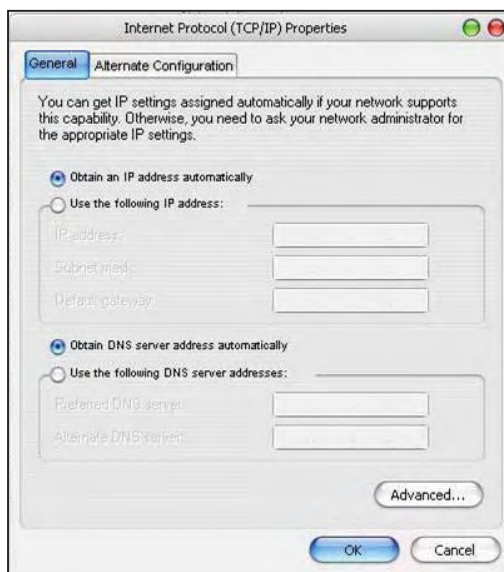 Internet Protocol (TCP/IP) Properties
General
Alternate Configuration
You can get IP settings assigned automatically if your network supports
this capability. Otherwise, you need to ask your network administrator for
the appropriate IP settings.
Obtain an IP address automatically
Use the following IP address:
IP address:
Subnet mask:
Default gateway:
Obtain DNS server address automatically
Use the following DNS server addresses:
Preferred DNS server:
Alternate DNS server:
Advanced...
OK
Cancel